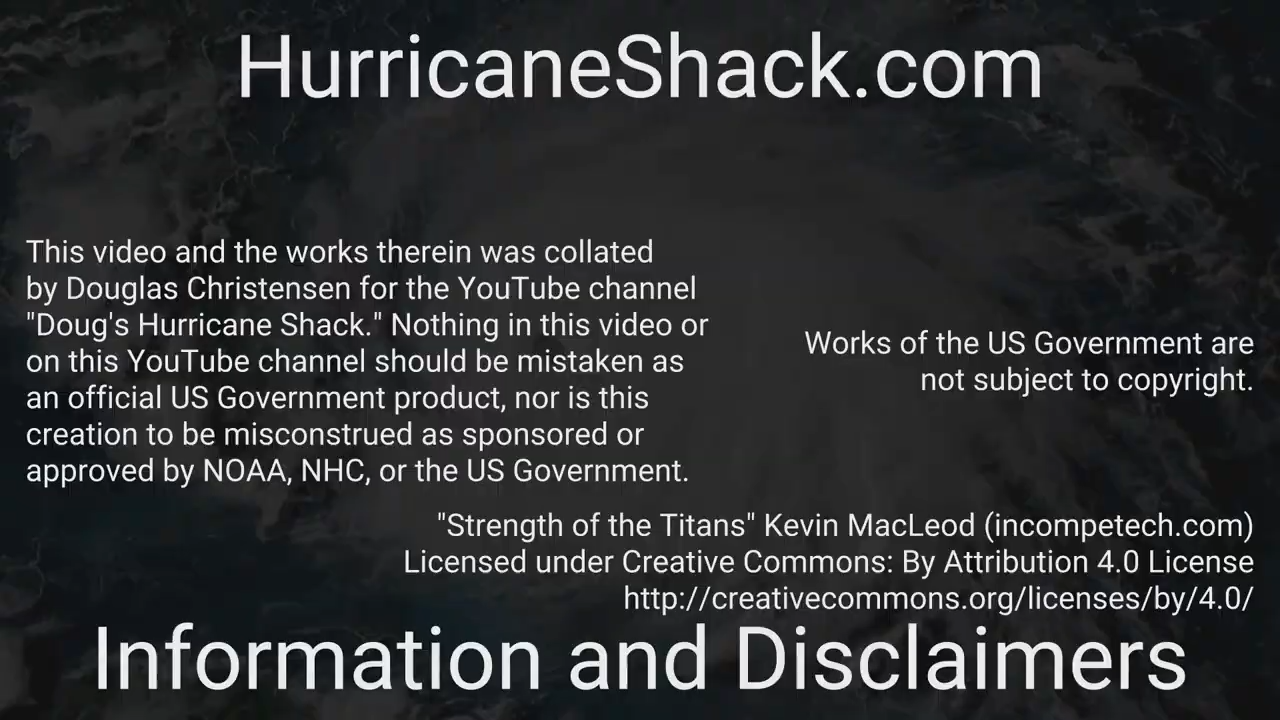 HurricaneShack.com
This video and the works therein was collated
by Douglas Christensen for the YouTube channel
"Doug's Hurricane Shack." Nothing in this video or
on this YouTube channel should be mistaken as
an official US Government product, nor is this
creation to be misconstrued as sponsored or
approved by NOAA, NHC, or the US Government.
Works of the US Government are
not subject to copyright.
"Strength of the Titans" Kevin MacLeod (incompetech.com)
Licensed under Creative Commons: By Attribution 4.0 License
http://creativecommons.org/licenses/by/4.0/
Information and Disclaimers